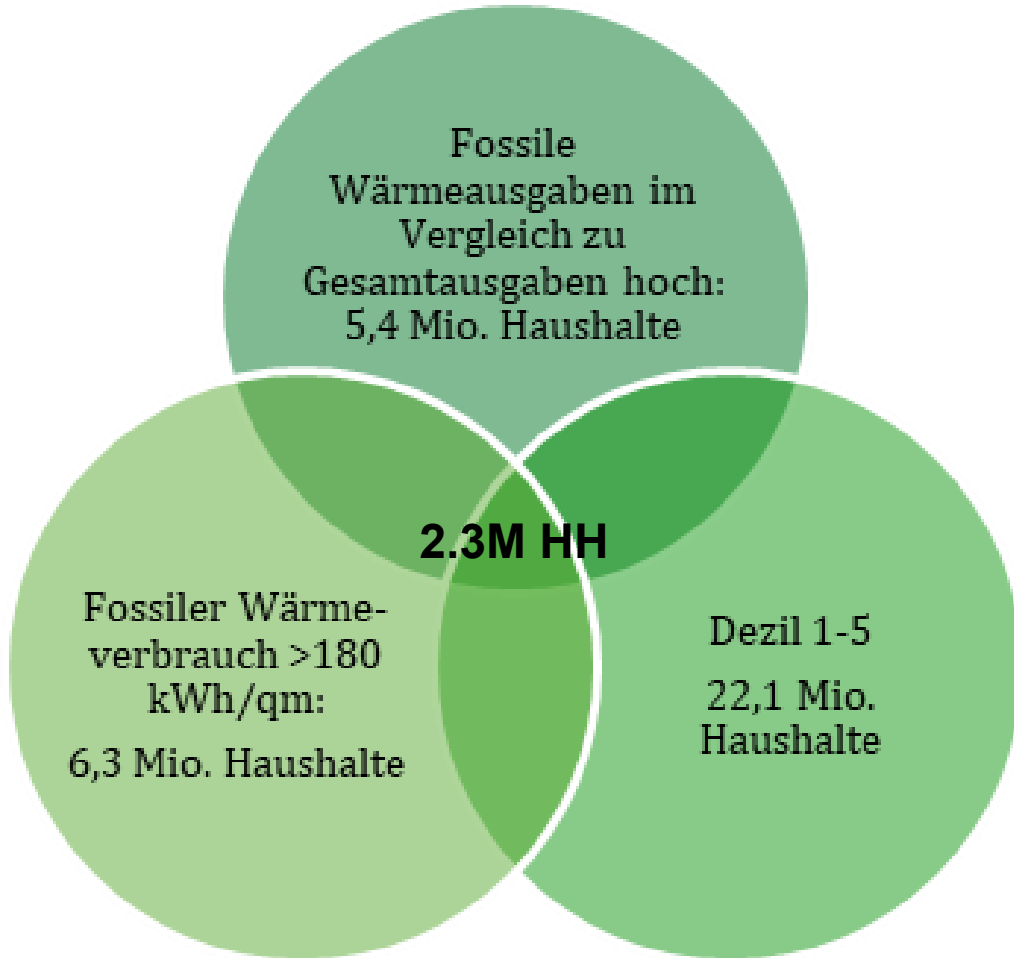 Fossile
Wärmeausgaben im
Vergleich zu
Gesamtausgaben hoch:
5,4 Mio. Haushalte
2.3M HH
Fossiler Wärme-
verbrauch >180
kWh/qm:
6,3 Mio. Haushalte
Dezil 1-5
22,1 Mio.
Haushalte